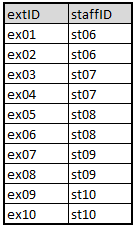 extID staffID
ex01 st06
ex02 st06
ex03 st07
ex04 st07
ex05 st08
ex06 st08
ex07 st09
ex08 st09
ex09 st10
ex10 st10